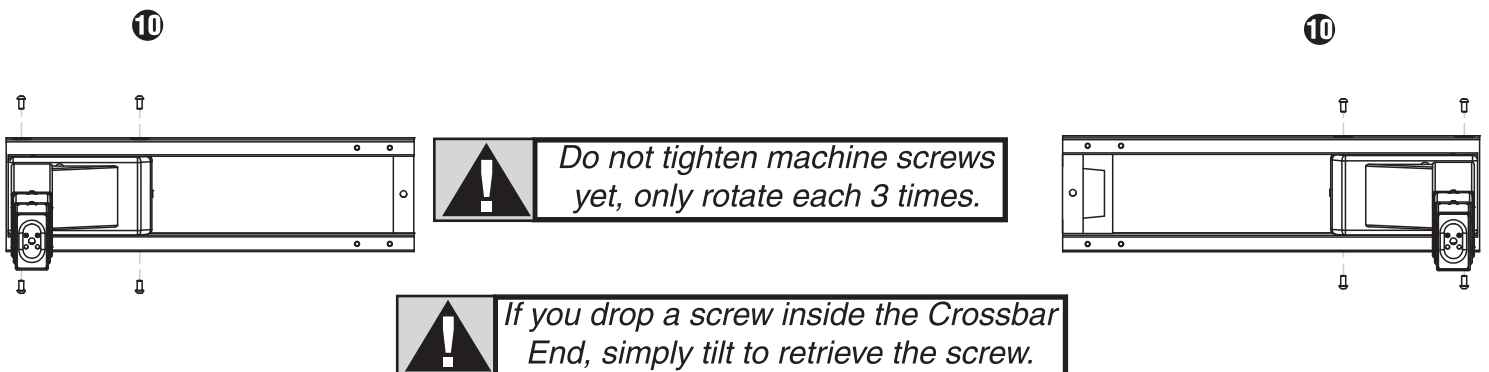 10
10
Do not tighten machine screws
yet, only rotate each 3 times.
If you drop a screw inside the Crossbar
End, simply tilt to retrieve the screw.